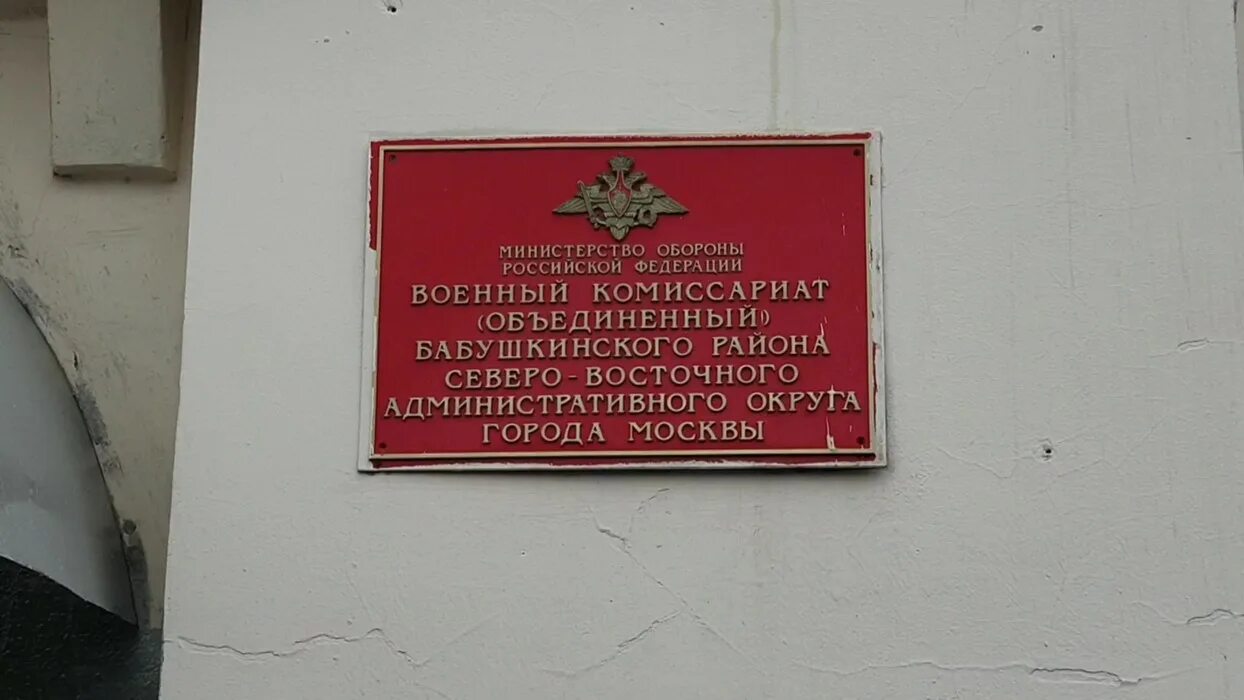 МИНИСТЕРСТВО ОБОРОНЫ
РОССИЙСКОЙ ФЕДЕРАЦИИ
ВОЕННЫЙ КОМИССАРИАТ
(ОБЪЕДИНЕННЫЙ)
БАБУШКИНСКОГО РАЙОНА
СЕВЕРО-ВОСТОЧНОГО
АДМИНИСТРАТИВНОГО ОКРУГА
ГОРОДА МОСКВЫ